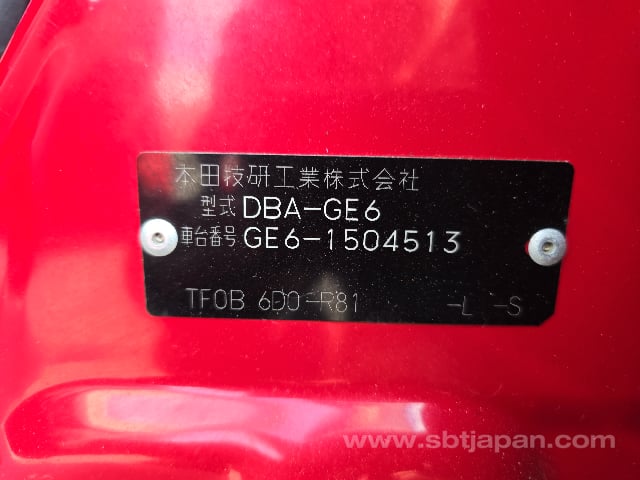 本田技研工業株式会社
型式 DBA-GE6
車台番号 GE6-1504513
TF0B 6D0-R81 -L -S
www.sbtjapan.com